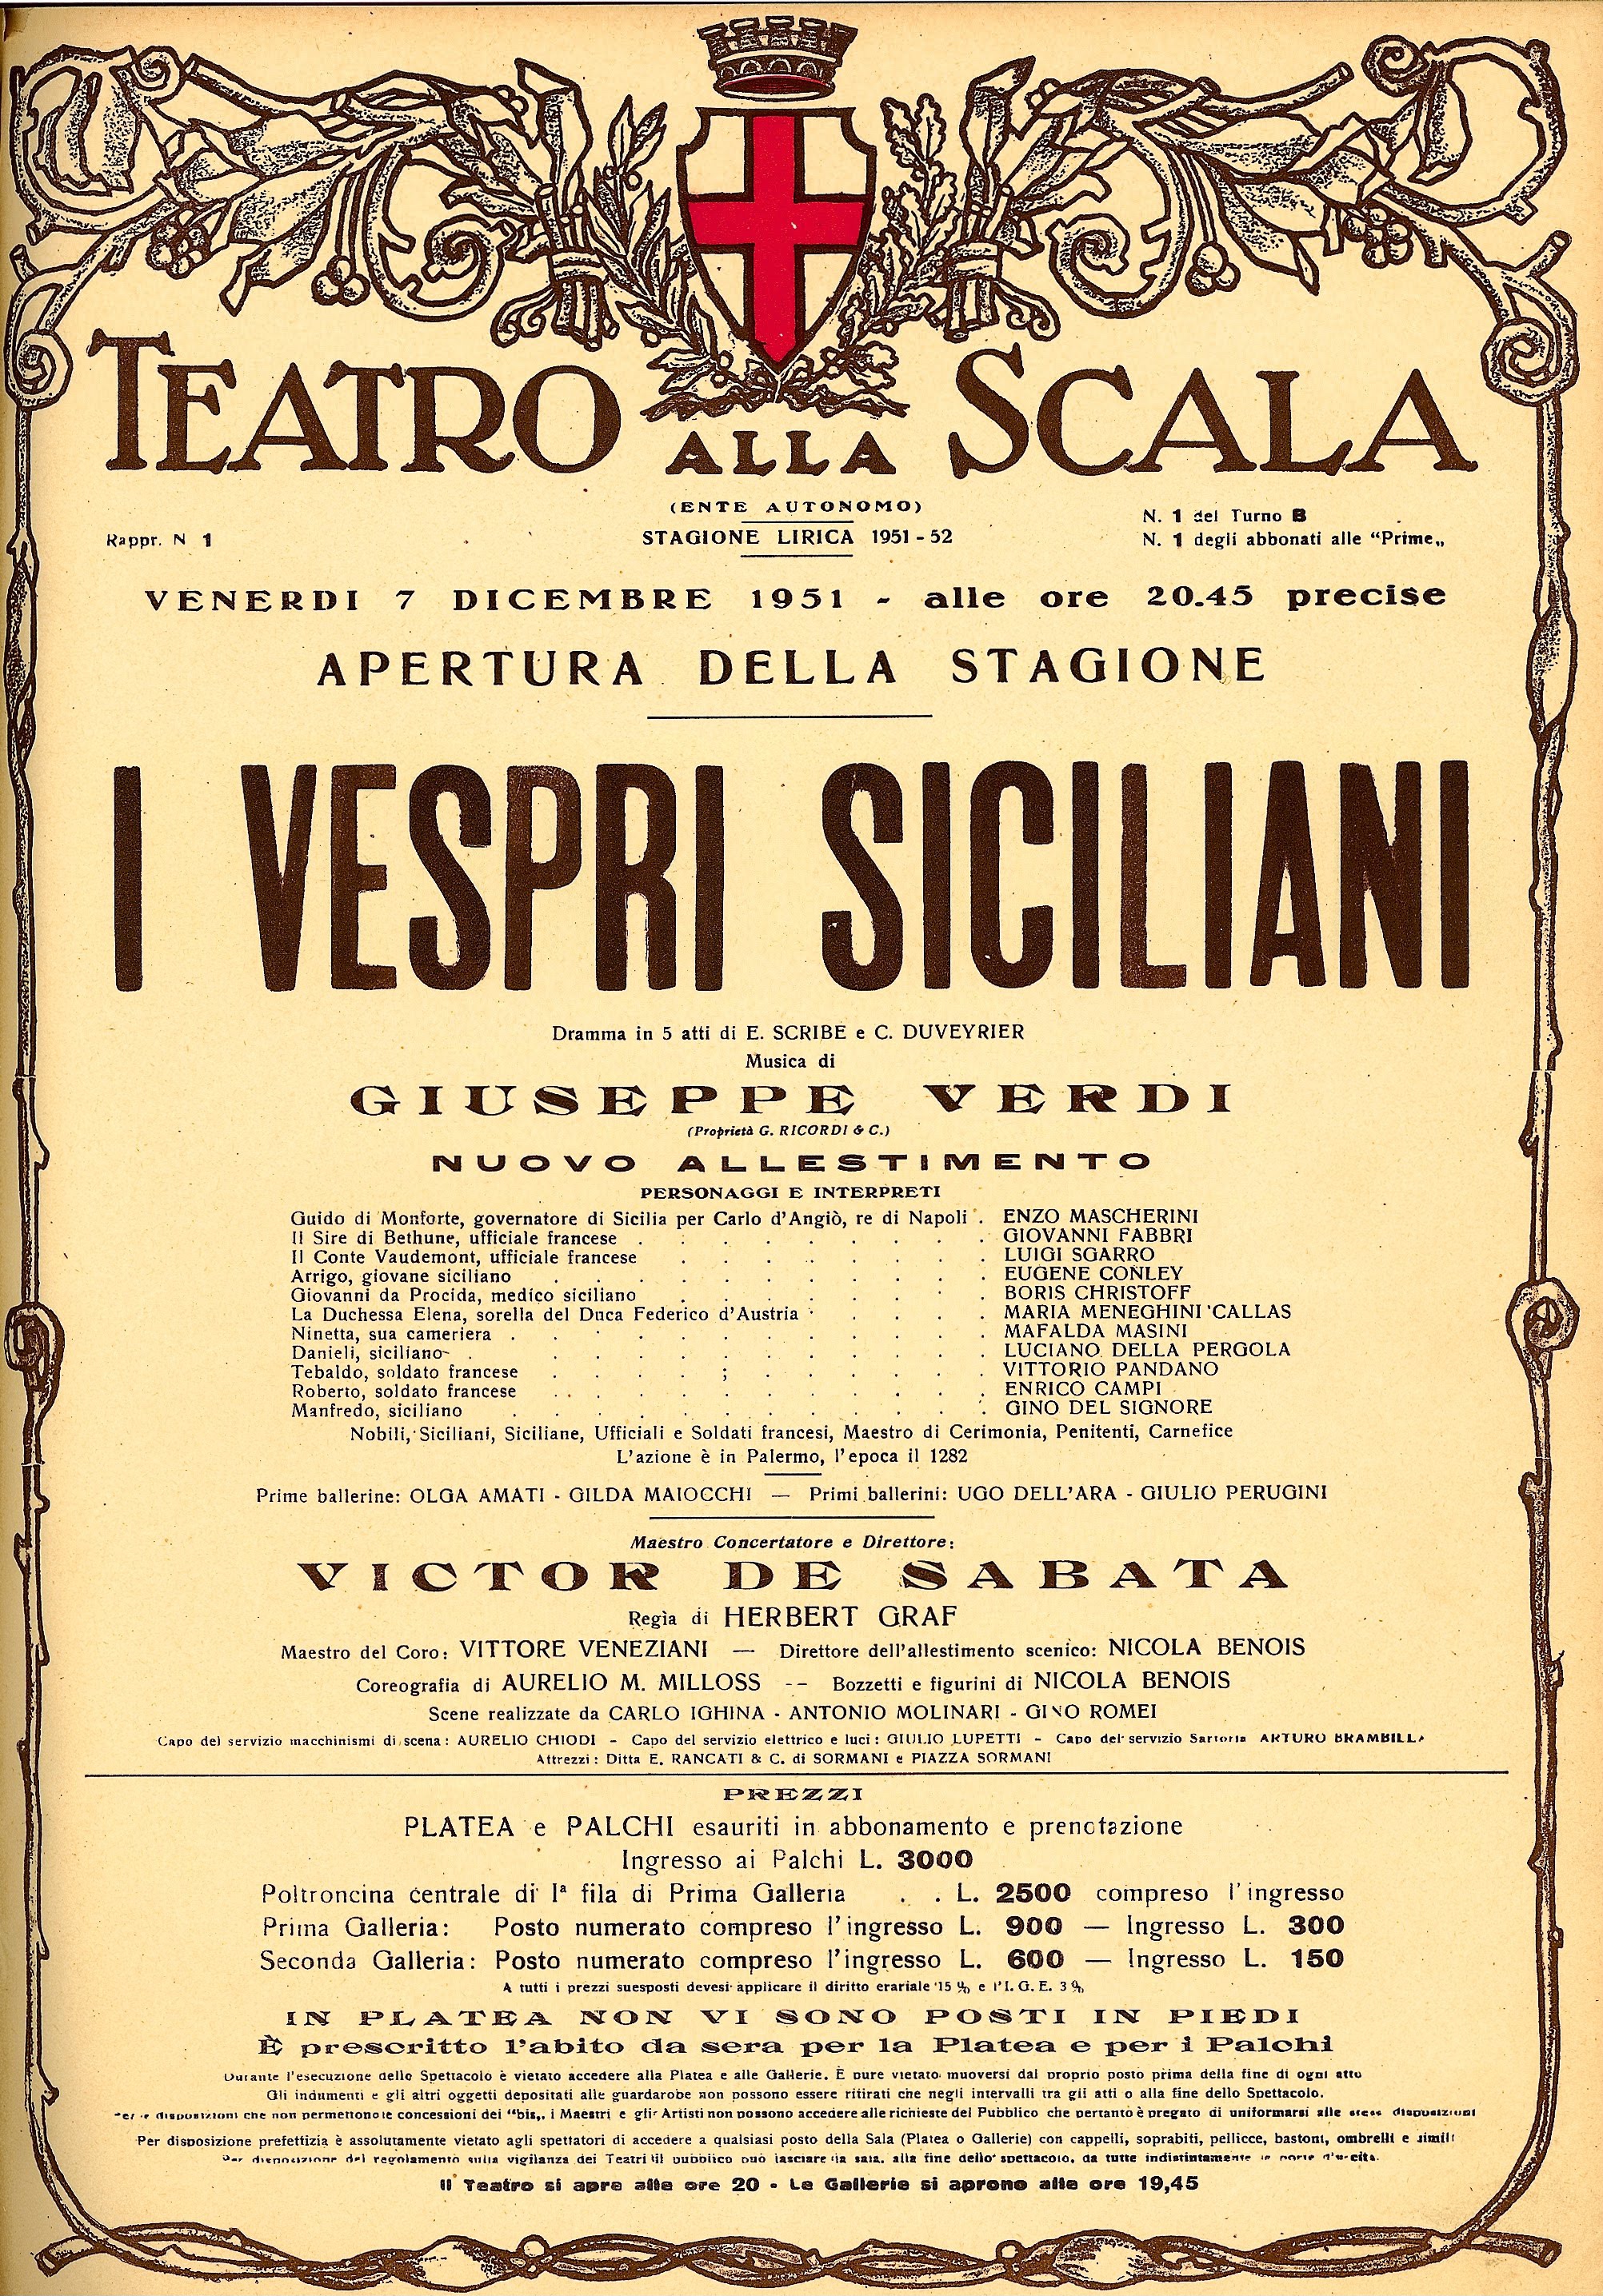 TEATRO ALLA SCALA
(ENTE AUTONOMO)
Rappr. N 1
STAGIONE LIRICA 1951-52
N. 1 del Turno B
N. 1 degli abbonati alle "Prime„
VENERDI 7 DICEMBRE 1951 - alle ore 20.45 precise
APERTURA DELLA STAGIONE
I VESPRI SICILIANI
Dramma in 5 atti di E. SCRIBE e C. DUVEYRIER
Musica di
GIUSEPPE VERDI
(Proprietà G. RICORDI & C.)
NUOVO ALLESTIMENTO
PERSONAGGI E INTERPRETI
Guido di Monforte, governatore di Sicilia per Carlo d'Angiò, re di Napoli . ENZO MASCHERINI
Il Sire di Bethune, ufficiale francese . . . . . . . . . GIOVANNI FABBRI
Il Conte Vaudemont, ufficiale francese . . . . . . . . LUIGI SGARRO
Arrigo, giovane siciliano . . . . . . . . . . . EUGENE CONLEY
Giovanni da Procida, medico siciliano . . . . . . . . BORIS CHRISTOFF
La Duchessa Elena, sorella del Duca Federico d'Austria . . . . . MARIA MENEGHINI CALLAS
Ninetta, sua cameriera . . . . . . . . . . . . MAFALDA MASINI
Danieli, siciliano . . . . . . . . . . . . LUCIANO DELLA PERGOLA
Tebaldo, soldato francese . . . . . . . . . . . VITTORIO PANDANO
Roberto, soldato francese . . . . . . . . . . . ENRICO CAMPI
Manfredo, siciliano . . . . . . . . . . . . GINO DEL SIGNORE
Nobili, Siciliani, Siciliane, Ufficiali e Soldati francesi, Maestro di Cerimonia, Penitenti, Carnefice
L'azione è in Palermo, l'epoca il 1282
Prime ballerine: OLGA AMATI - GILDA MAIOCCHI — Primi ballerini: UGO DELL'ARA - GIULIO PERUGINI
Maestro Concertatore e Direttore:
VICTOR DE SABATA
Regia di HERBERT GRAF
Maestro del Coro: VITTORE VENEZIANI — Direttore dell'allestimento scenico: NICOLA BENOIS
Coreografia di AURELIO M. MILLOSS -- Bozzetti e figurini di NICOLA BENOIS
Scene realizzate da CARLO IGHINA - ANTONIO MOLINARI - GINO ROMEI
Capo del servizio macchinismi di scena: AURELIO CHIODI - Capo del servizio elettrico e luci: GIULIO LUPETTI - Capo del servizio Sartoria ARTURO BRAMBILLA
Attrezzi: Ditta E. RANCATI & C. di SORMANI e PIAZZA SORMANI
PREZZI
PLATEA e PALCHI esauriti in abbonamento e prenotazione
Ingresso ai Palchi L. 3000
Poltroncina centrale di Iª fila di Prima Galleria . . L. 2500 compreso l'ingresso
Prima Galleria: Posto numerato compreso l'ingresso L. 900 — Ingresso L. 300
Seconda Galleria: Posto numerato compreso l'ingresso L. 600 — Ingresso L. 150
A tutti i prezzi suesposti devesi applicare il diritto erariale 15 % e l'I. G. E. 3 %
IN PLATEA NON VI SONO POSTI IN PIEDI
È prescritto l'abito da sera per la Platea e per i Palchi
Durante l'esecuzione dello Spettacolo è vietato accedere alla Platea e alle Gallerie. È pure vietato muoversi dal proprio posto prima della fine di ogni atto
Gli indumenti e gli altri oggetti depositati alle guardarobe non possono essere ritirati che negli intervalli tra gli atti o alla fine dello Spettacolo.
disposizioni che non permettono le concessioni dei "bis„ i Maestri e gli Artisti non possono accedere alle richieste del Pubblico che pertanto è pregato di uniformarsi alle disposizioni
Per disposizione prefettizia è assolutamente vietato agli spettatori di accedere a qualsiasi posto della Sala (Platea o Gallerie) con cappelli, soprabiti, pellicce, bastoni, ombrelli e simili
Per disposizione del regolamento sulla vigilanza dei Teatri il pubblico può lasciare la sala, alla fine dello spettacolo, da tutte indistintamente le porte d'uscita.
Il Teatro si apre alle ore 20 - Le Gallerie si aprono alle ore 19,45